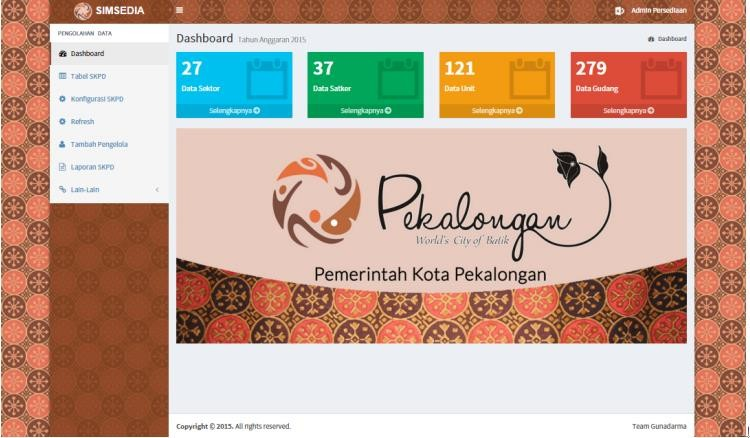 SIMSEDIA
Admin Persediaan
PENGOLAHAN DATA
Dashboard
Tabel SKPD
Konfigurasi SKPD
Refresh
Tambah Pengelola
Laporan SKPD
Lain-Lain
Dashboard Tahun Anggaran 2015
Dashboard
27
Data Sektor
Selengkapnya
37
Data Satker
Selengkapnya
121
Data Unit
Selengkapnya
279
Data Gudang
Selengkapnya
Pekalongan
World's City of Batik
Pemerintah Kota Pekalongan
Copyright © 2015. All rights reserved.
Team Gunadarma